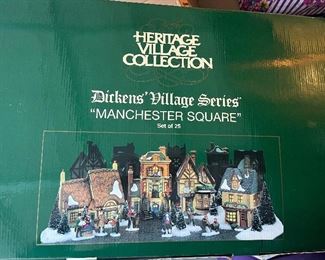 HERITAGE
VILLAGE
COLLECTION
Dickens' Village Series
"MANCHESTER SQUARE"
Set of 25